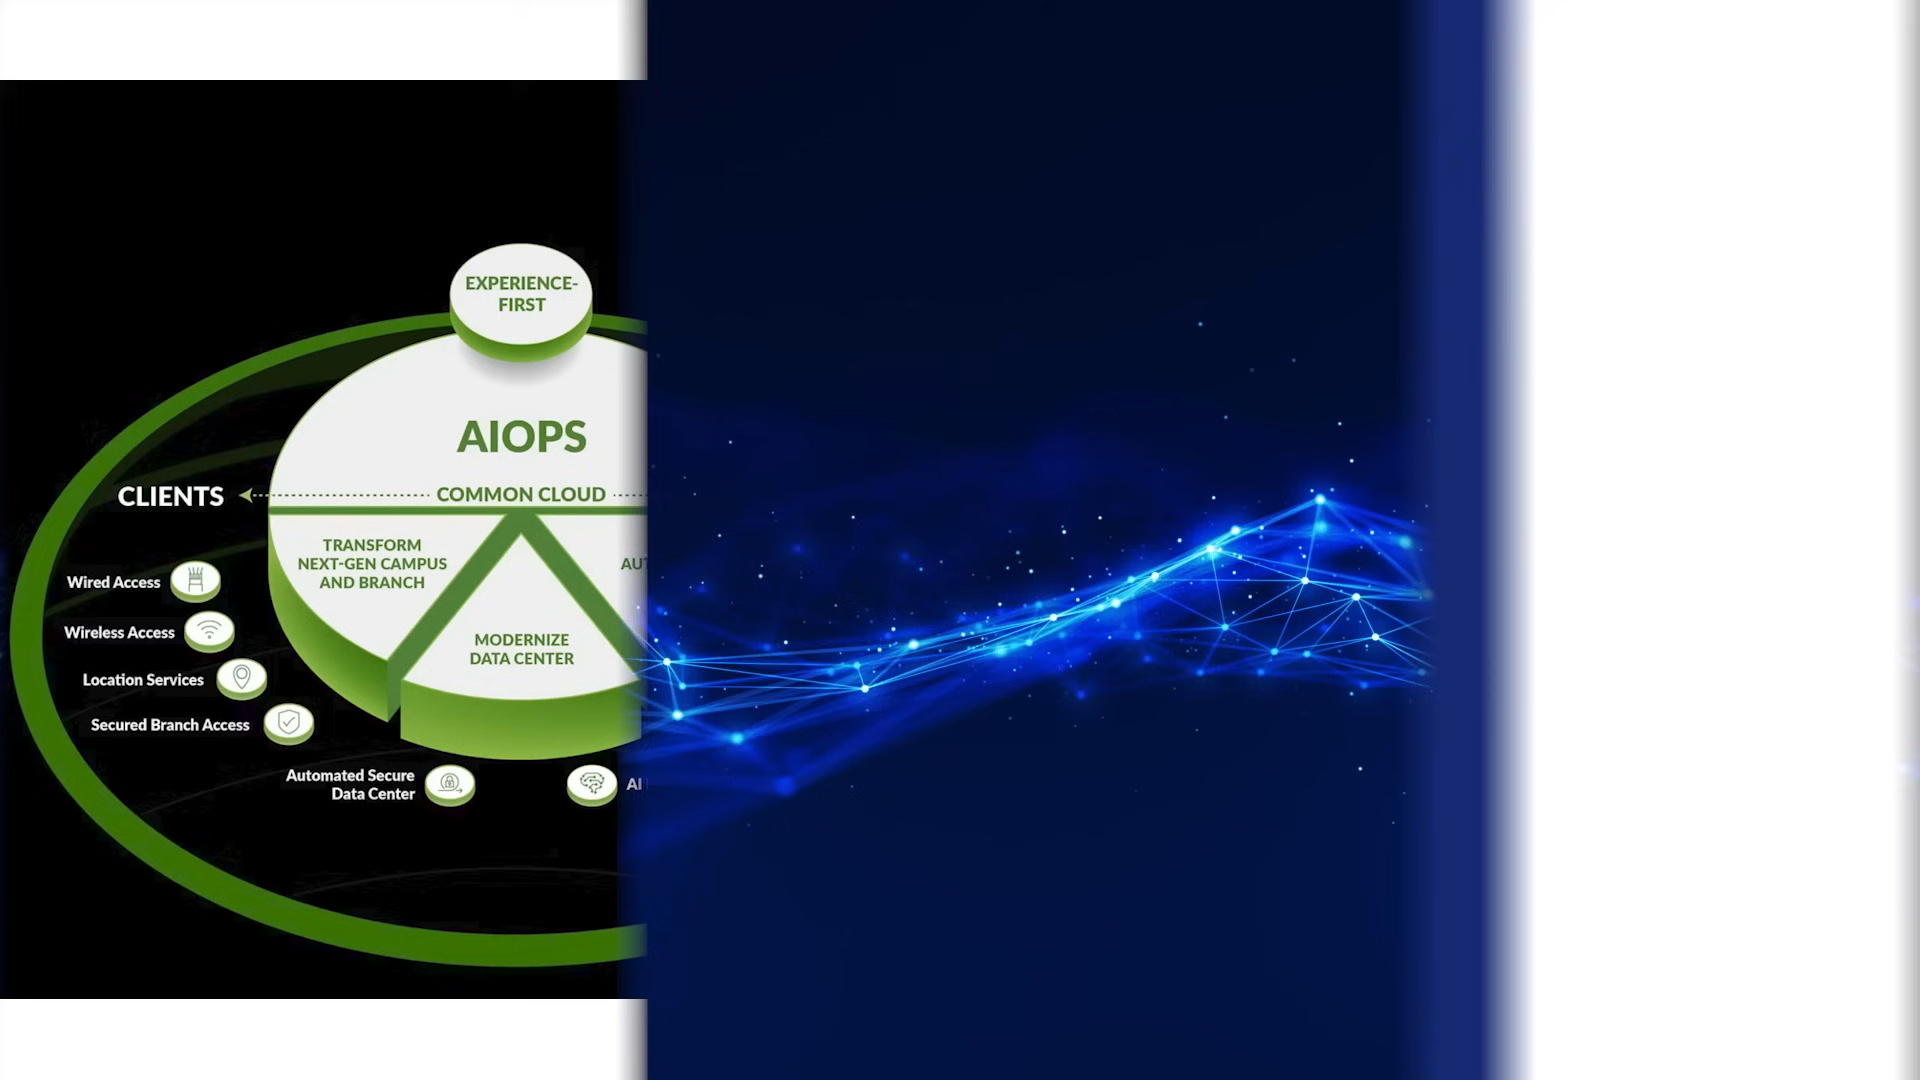 EXPERIENCE-
FIRST
AIOPS
CLIENTS
COMMON CLOUD
TRANSFORM
NEXT-GEN CAMPUS
AND BRANCH
MODERNIZE
DATA CENTER
Wired Access
Wireless Access
Location Services
Secured Branch Access
Automated Secure
Data Center
AI